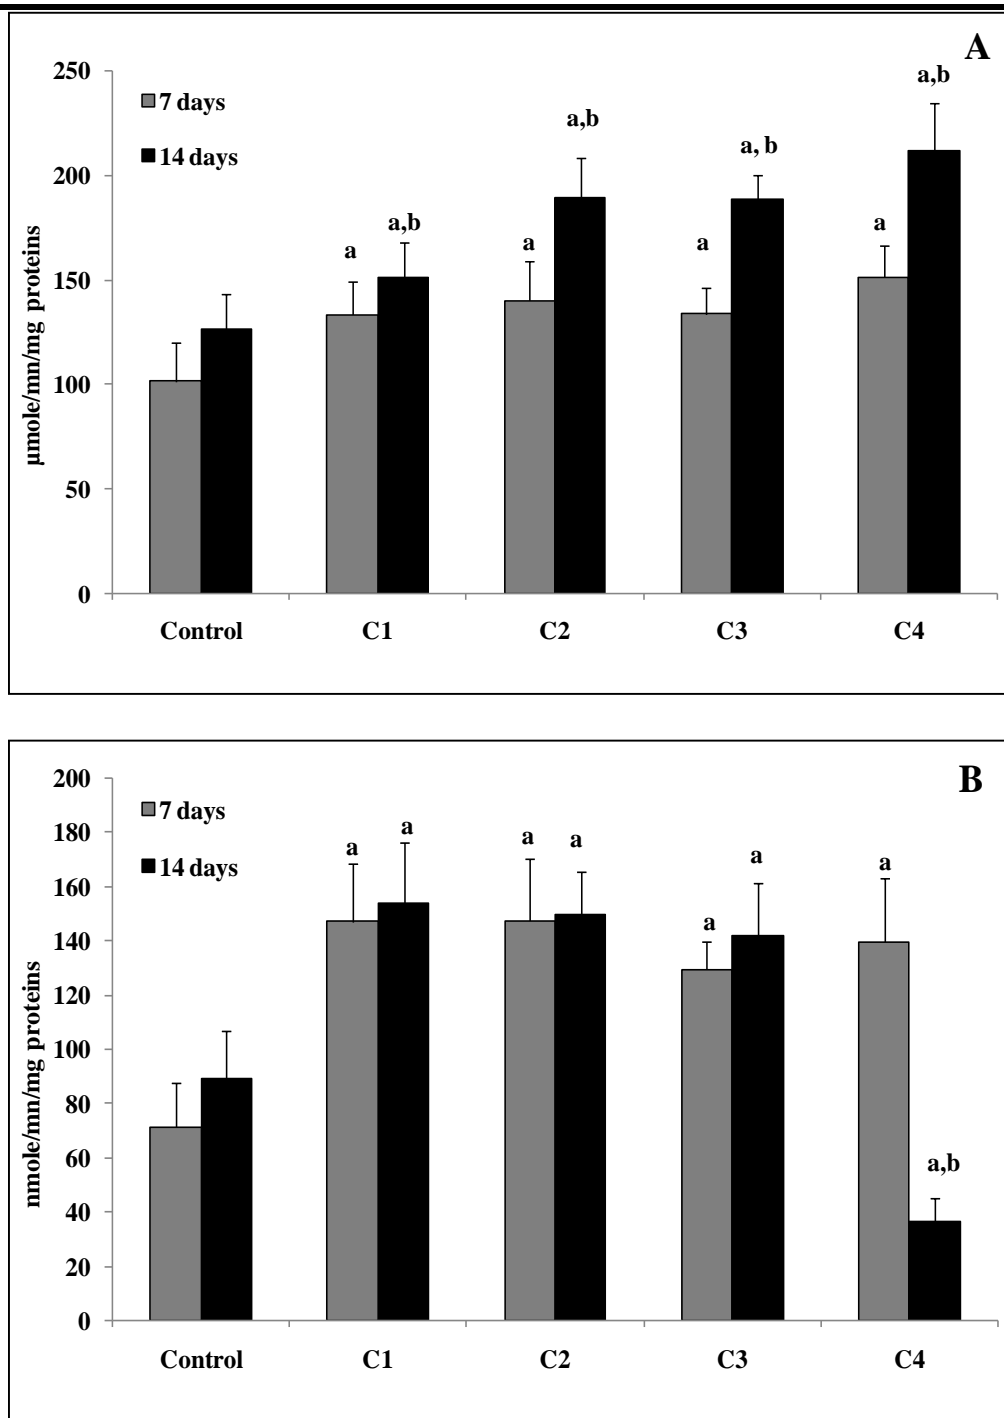 A
250
200
150
100
50
0
µmole/mn/mg proteins
7 days
14 days
a
a,b
a
a,b
a
a, b
a
a,b
Control C1 C2 C3 C4
B
200
180
160
140
120
100
80
60
40
20
0
nmole/mn/mg proteins
7 days
14 days
a
a
a
a
a
a
a
a,b
Control C1 C2 C3 C4